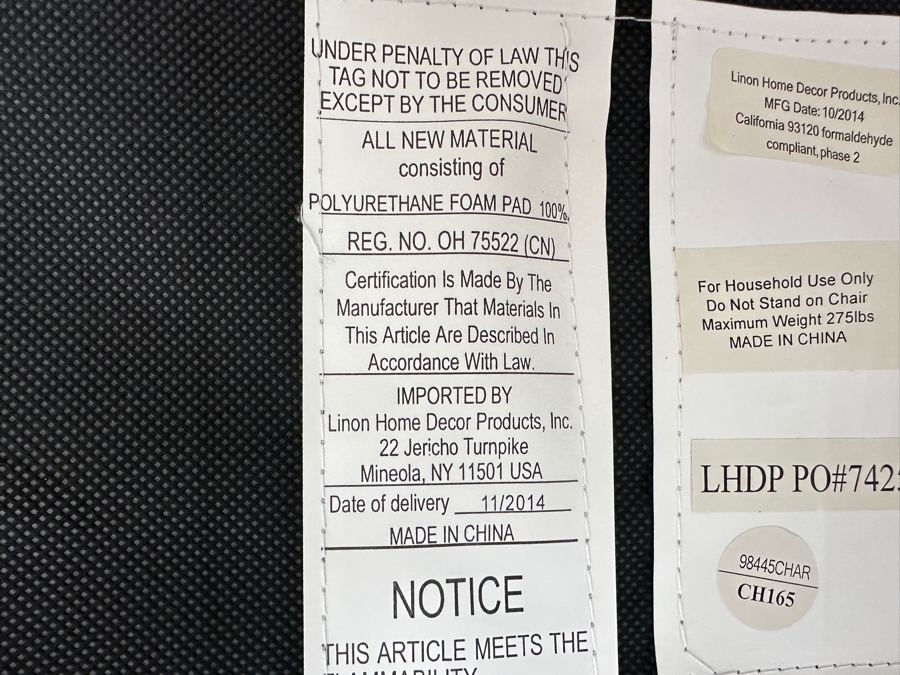 UNDER PENALTY OF LAW THIS
TAG NOT TO BE REMOVED
EXCEPT BY THE CONSUMER
ALL NEW MATERIAL
consisting of
POLYURETHANE FOAM PAD 100%
REG. NO. OH 75522 (CN)
Certification Is Made By The
Manufacturer That Materials In
This Article Are Described In
Accordance With Law.
IMPORTED BY
Linon Home Decor Products, Inc.
22 Jericho Turnpike
Mineola, NY 11501 USA
Date of delivery 11/2014
MADE IN CHINA
NOTICE
THIS ARTICLE MEETS THE
FLAMMABILITY
Linon Home Decor Products, Inc.
MFG Date: 10/2014
California 93120 formaldehyde
compliant, phase 2
For Household Use Only
Do Not Stand on Chair
Maximum Weight 275lbs
MADE IN CHINA
LHDP PO#742
98445CHAR
CH165